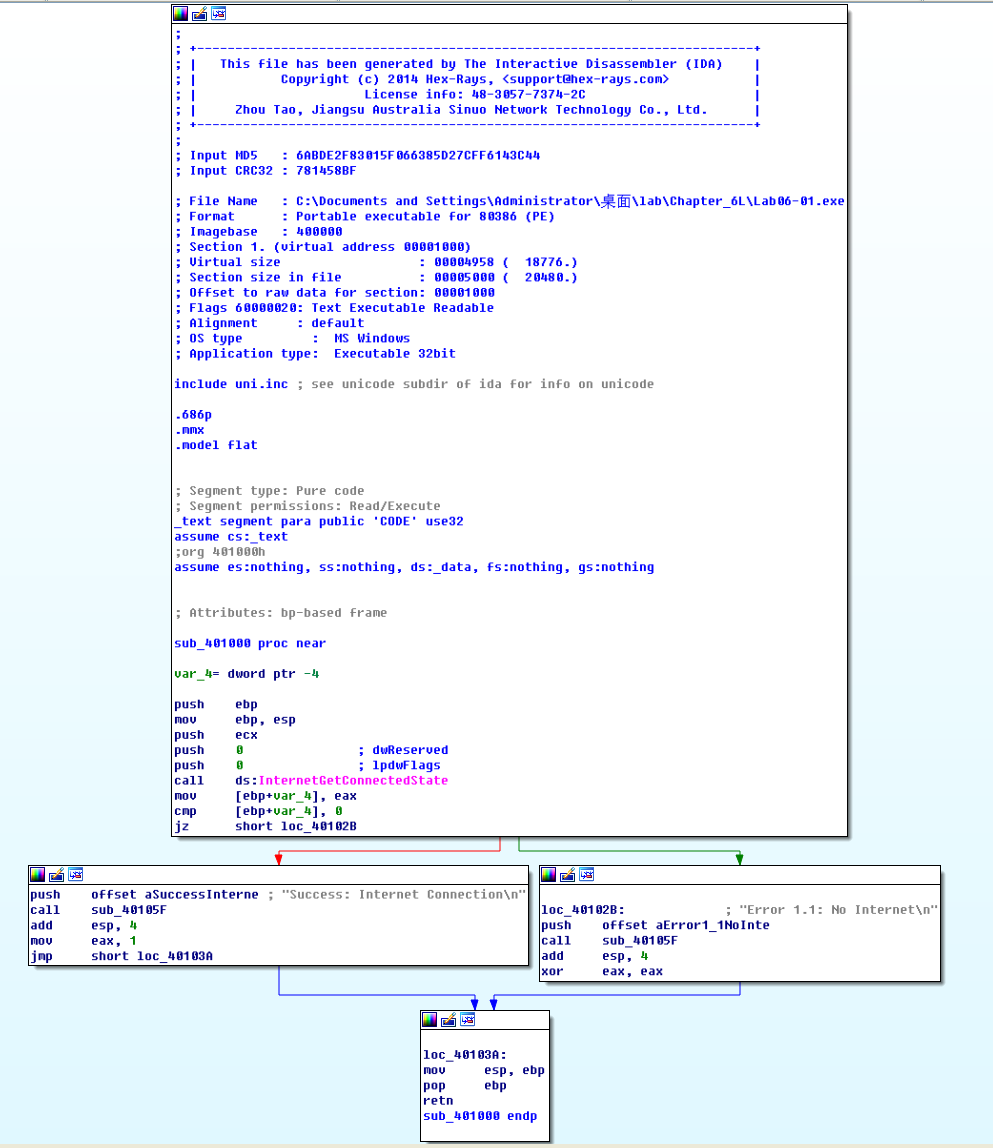 ;
; +-------------------------------------------------------------------------+
; |   This file has been generated by The Interactive Disassembler (IDA)    |
; |           Copyright (c) 2014 Hex-Rays, <support@hex-rays.com>           |
; |                      License info: 48-3057-7374-2C                      |
; |     Zhou Tao, Jiangsu Australia Sinuo Network Technology Co., Ltd.      |
; +-------------------------------------------------------------------------+
;
; Input MD5   : 6ABDE2F83015F066385D27CFF6143C44
; Input CRC32 : 781458BF

; File Name   : C:\Documents and Settings\Administrator\桌面\lab\Chapter_6L\Lab06-01.exe
; Format      : Portable executable for 80386 (PE)
; Imagebase   : 400000
; Section 1. (virtual address 00001000)
; Virtual size                  : 00004958 (  18776.)
; Section size in file          : 00005000 (  20480.)
; Offset to raw data for section: 00001000
; Flags 60000020: Text Executable Readable
; Alignment     : default
; OS type         :  MS Windows
; Application type:  Executable 32bit

include uni.inc ; see unicode subdir of ida for info on unicode

.686p
.mmx
.model flat

; Segment type: Pure code
; Segment permissions: Read/Execute
_text segment para public 'CODE' use32
assume cs:_text
;org 401000h
assume es:nothing, ss:nothing, ds:_data, fs:nothing, gs:nothing

; Attributes: bp-based frame

sub_401000 proc near

var_4= dword ptr -4

push    ebp
mov     ebp, esp
push    ecx
push    0               ; dwReserved
push    0               ; lpdwFlags
call    ds:InternetGetConnectedState
mov     [ebp+var_4], eax
cmp     [ebp+var_4], 0
jz      short loc_40102B

push    offset aSuccessInterne ; "Success: Internet Connection\n"
call    sub_40105F
add     esp, 4
mov     eax, 1
jmp     short loc_40103A

loc_40102B:             ; "Error 1.1: No Internet\n"
push    offset aError1_1NoInte
call    sub_40105F
add     esp, 4
xor     eax, eax

loc_40103A:
mov     esp, ebp
pop     ebp
retn
sub_401000 endp